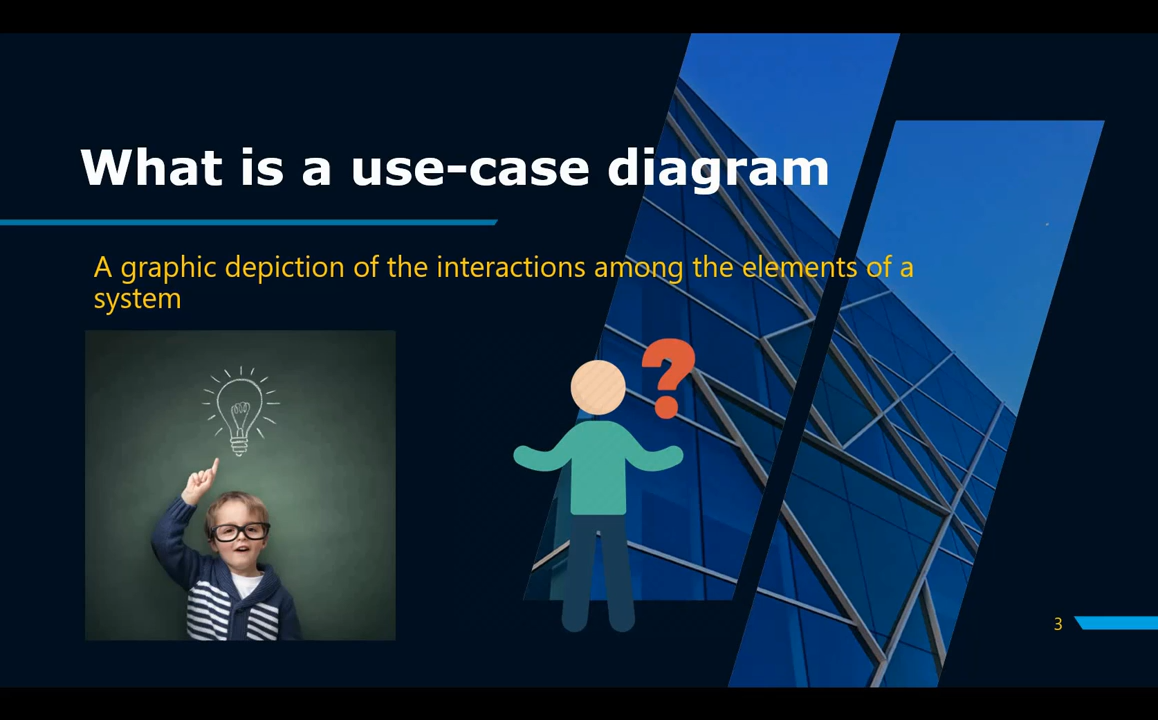 What is a use-case diagram
A graphic depiction of the interactions among the elements of a
system
?
3